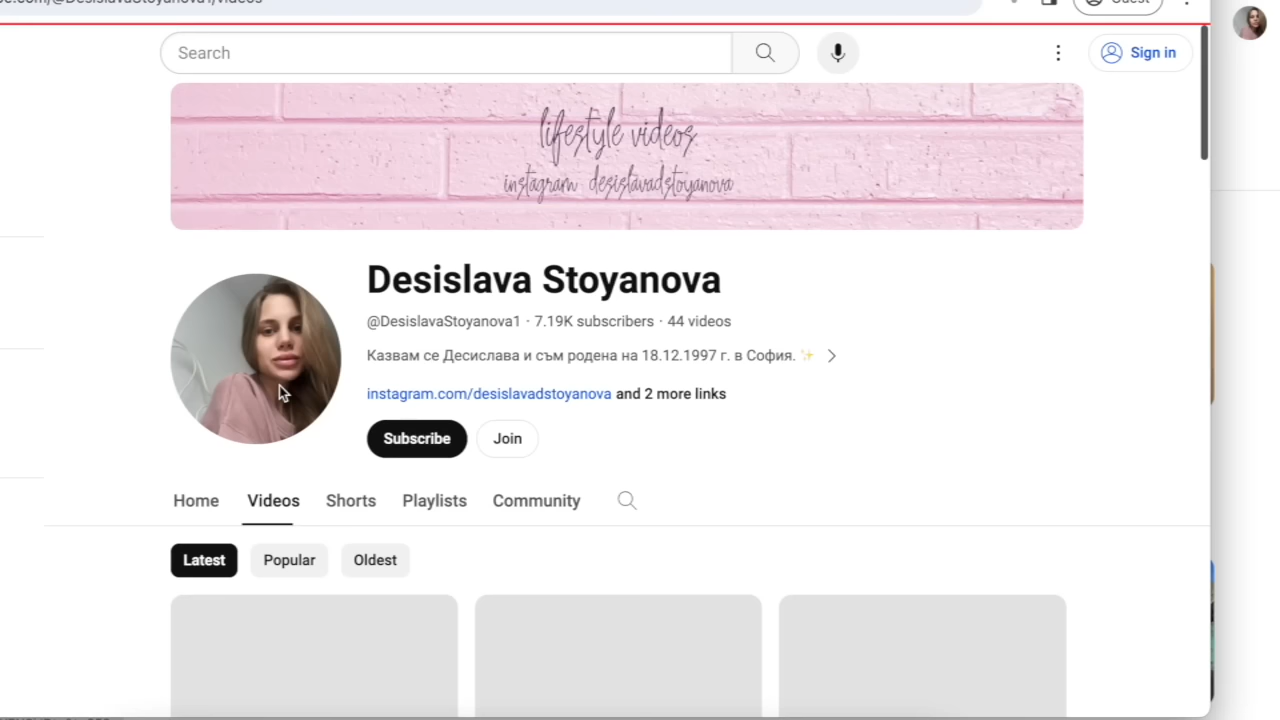 Search
Sign in
lifestyle videos
instagram desislavadstoyanova
Desislava Stoyanova
@DesislavaStoyanova1 · 7.19K subscribers · 44 videos
Казвам се Десислава и съм родена на 18.12.1997 г. в София. ✨
instagram.com/desislavadstoyanova and 2 more links
Subscribe Join
Home Videos Shorts Playlists Community
Latest Popular Oldest